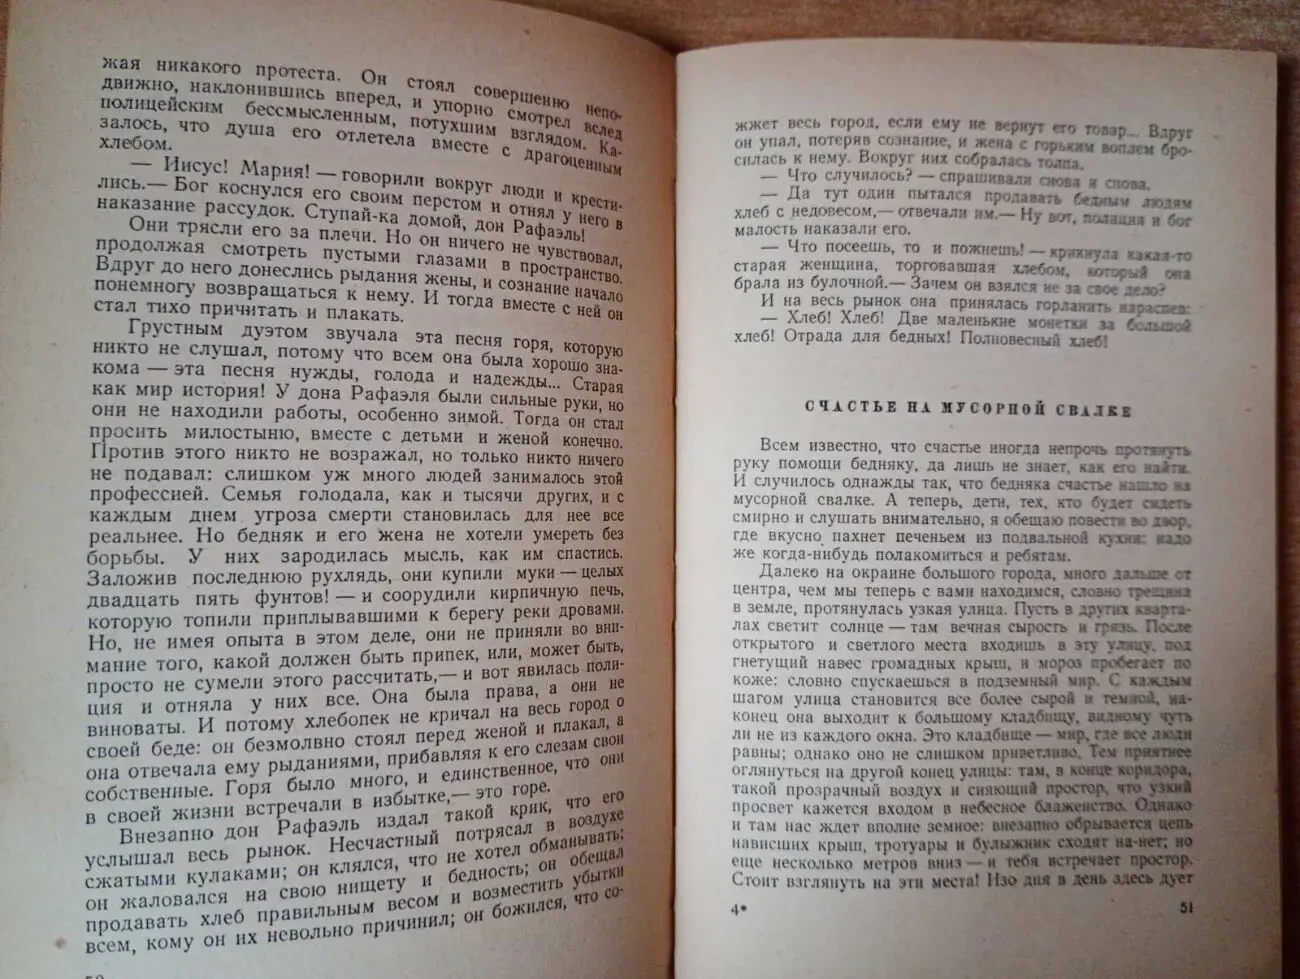 жая никакого протеста. Он стоял совершенно непо-
движно, наклонившись вперед, и упорно смотрел вслед
полицейским бессмысленным, потухшим взглядом. Ка-
залось, что душа его отлетела вместе с драгоценным
хлебом.
— Иисус! Мария! — говорили вокруг люди и крести-
лись.— Бог коснулся его своим перстом и отнял у него в
наказание рассудок. Ступай-ка домой, дон Рафаэль!
Они трясли его за плечи. Но он ничего не чувствовал,
продолжая смотреть пустыми глазами в пространство.
Вдруг до него донеслись рыдания жены, и сознание начало
понемногу возвращаться к нему. И тогда вместе с ней он
стал тихо причитать и плакать.
Грустным дуэтом звучала эта песня горя, которую
никто не слушал, потому что всем она была хорошо зна-
кома — эта песня нужды, голода и надежды... Старая
как мир история! У дона Рафаэля были сильные руки, но
они не находили работы, особенно зимой. Тогда он стал
просить милостыню, вместе с детьми и женой конечно.
Против этого никто не возражал, но только никто ничего
не подавал: слишком уж много людей занималось этой
профессией. Семья голодала, как и тысячи других, и с
каждым днем угроза смерти становилась для нее все
реальнее. Но бедняк и его жена не хотели умереть без
борьбы. У них зародилась мысль, как им спастись.
Заложив последнюю рухлядь, они купили муки — целых
двадцать пять фунтов! — и соорудили кирпичную печь,
которую топили приплывавшими к берегу реки дровами.
Но, не имея опыта в этом деле, они не приняли во вни-
мание того, какой должен быть припек, или, может быть,
просто не сумели этого рассчитать,— и вот явилась поли-
ция и отняла у них все. Она была права, а они не
виноваты. И потому хлебопек не кричал на весь город о
своей беде: он безмолвно стоял перед женой и плакал, а
она отвечала ему рыданиями, прибавляя к его слезам свои
собственные. Горя было много, и единственное, что они
в своей жизни встречали в избытке,— это горе.
Внезапно дон Рафаэль издал такой крик, что его
услышал весь рынок. Несчастный потрясал в воздухе
сжатыми кулаками; он клялся, что не хотел обманывать;
он жаловался на свою нищету и бедность; он обещал
продавать хлеб правильным весом и возместить убытки
всем, кому он их невольно причинил; он божился, что со-
50
жжет весь город, если ему не вернут его товар... Вдруг
он упал, потеряв сознание, и жена с горьким воплем бро-
силась к нему. Вокруг них собралась толпа.
— Что случилось? — спрашивали снова и снова.
— Да тут один пытался продавать бедным людям
хлеб с недовесом,— отвечали им.— Ну вот, полиция и бог
малость наказали его.
— Что посеешь, то и пожнешь! — крикнула какая-то
старая женщина, торговавшая хлебом, который она
брала из булочной.— Зачем он взялся не за свое дело?
И на весь рынок она принялась горланить нараспев:
— Хлеб! Хлеб! Две маленькие монетки за большой
хлеб! Отрада для бедных! Полновесный хлеб!
СЧАСТЬЕ НА МУСОРНОЙ СВАЛКЕ
Всем известно, что счастье иногда непрочь протянуть
руку помощи бедняку, да лишь не знает, как его найти.
И случилось однажды так, что бедняка счастье нашло на
мусорной свалке. А теперь, дети, тех, кто будет сидеть
смирно и слушать внимательно, я обещаю повести во двор,
где вкусно пахнет печеньем из подвальной кухни: надо
же когда-нибудь полакомиться и ребятам.
Далеко на окраине большого города, много дальше от
центра, чем мы теперь с вами находимся, словно трещина
в земле, протянулась узкая улица. Пусть в других кварта-
лах светит солнце — там вечная сырость и грязь. После
открытого и светлого места входишь в эту улицу, под
гнетущий навес громадных крыш, и мороз пробегает по
коже: словно спускаешься в подземный мир. С каждым
шагом улица становится все более сырой и темной, на-
конец она выходит к большому кладбищу, видному чуть
ли не из каждого окна. Это кладбище — мир, где все люди
равны; однако оно не слишком приветливо. Тем приятнее
оглянуться на другой конец улицы: там, в конце коридора,
такой прозрачный воздух и сияющий простор, что узкий
просвет кажется входом в небесное блаженство. Однако
и там нас ждет вполне земное: внезапно обрывается цепь
нависших крыш, тротуары и булыжник сходят на-нет; но
еще несколько метров вниз — и тебя встречает простор.
Стоит взглянуть на эти места! Изо дня в день здесь дует
4*
51